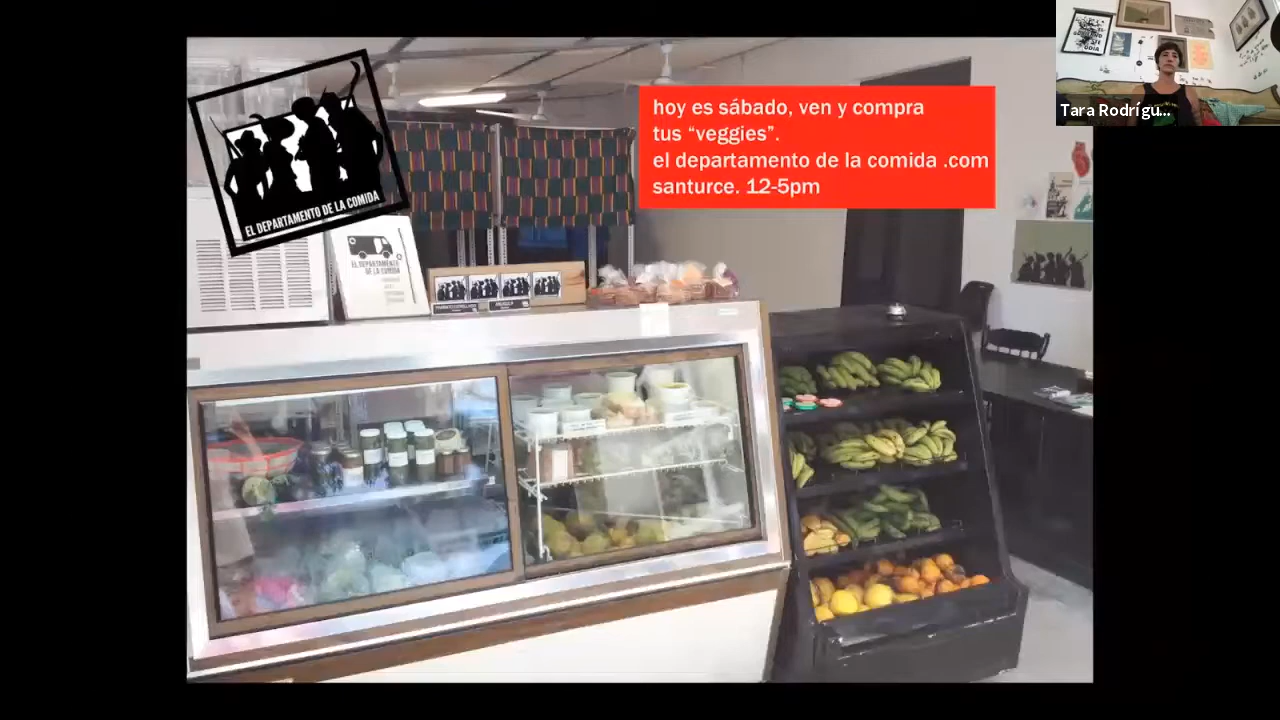 EL DEPARTAMENTO DE LA COMIDA
hoy es sábado, ven y compra
tus “veggies”.
el departamento de la comida .com
santurce. 12-5pm
Tara Rodrígu...
EL DEPARTAMENTO
DE LA COMIDA